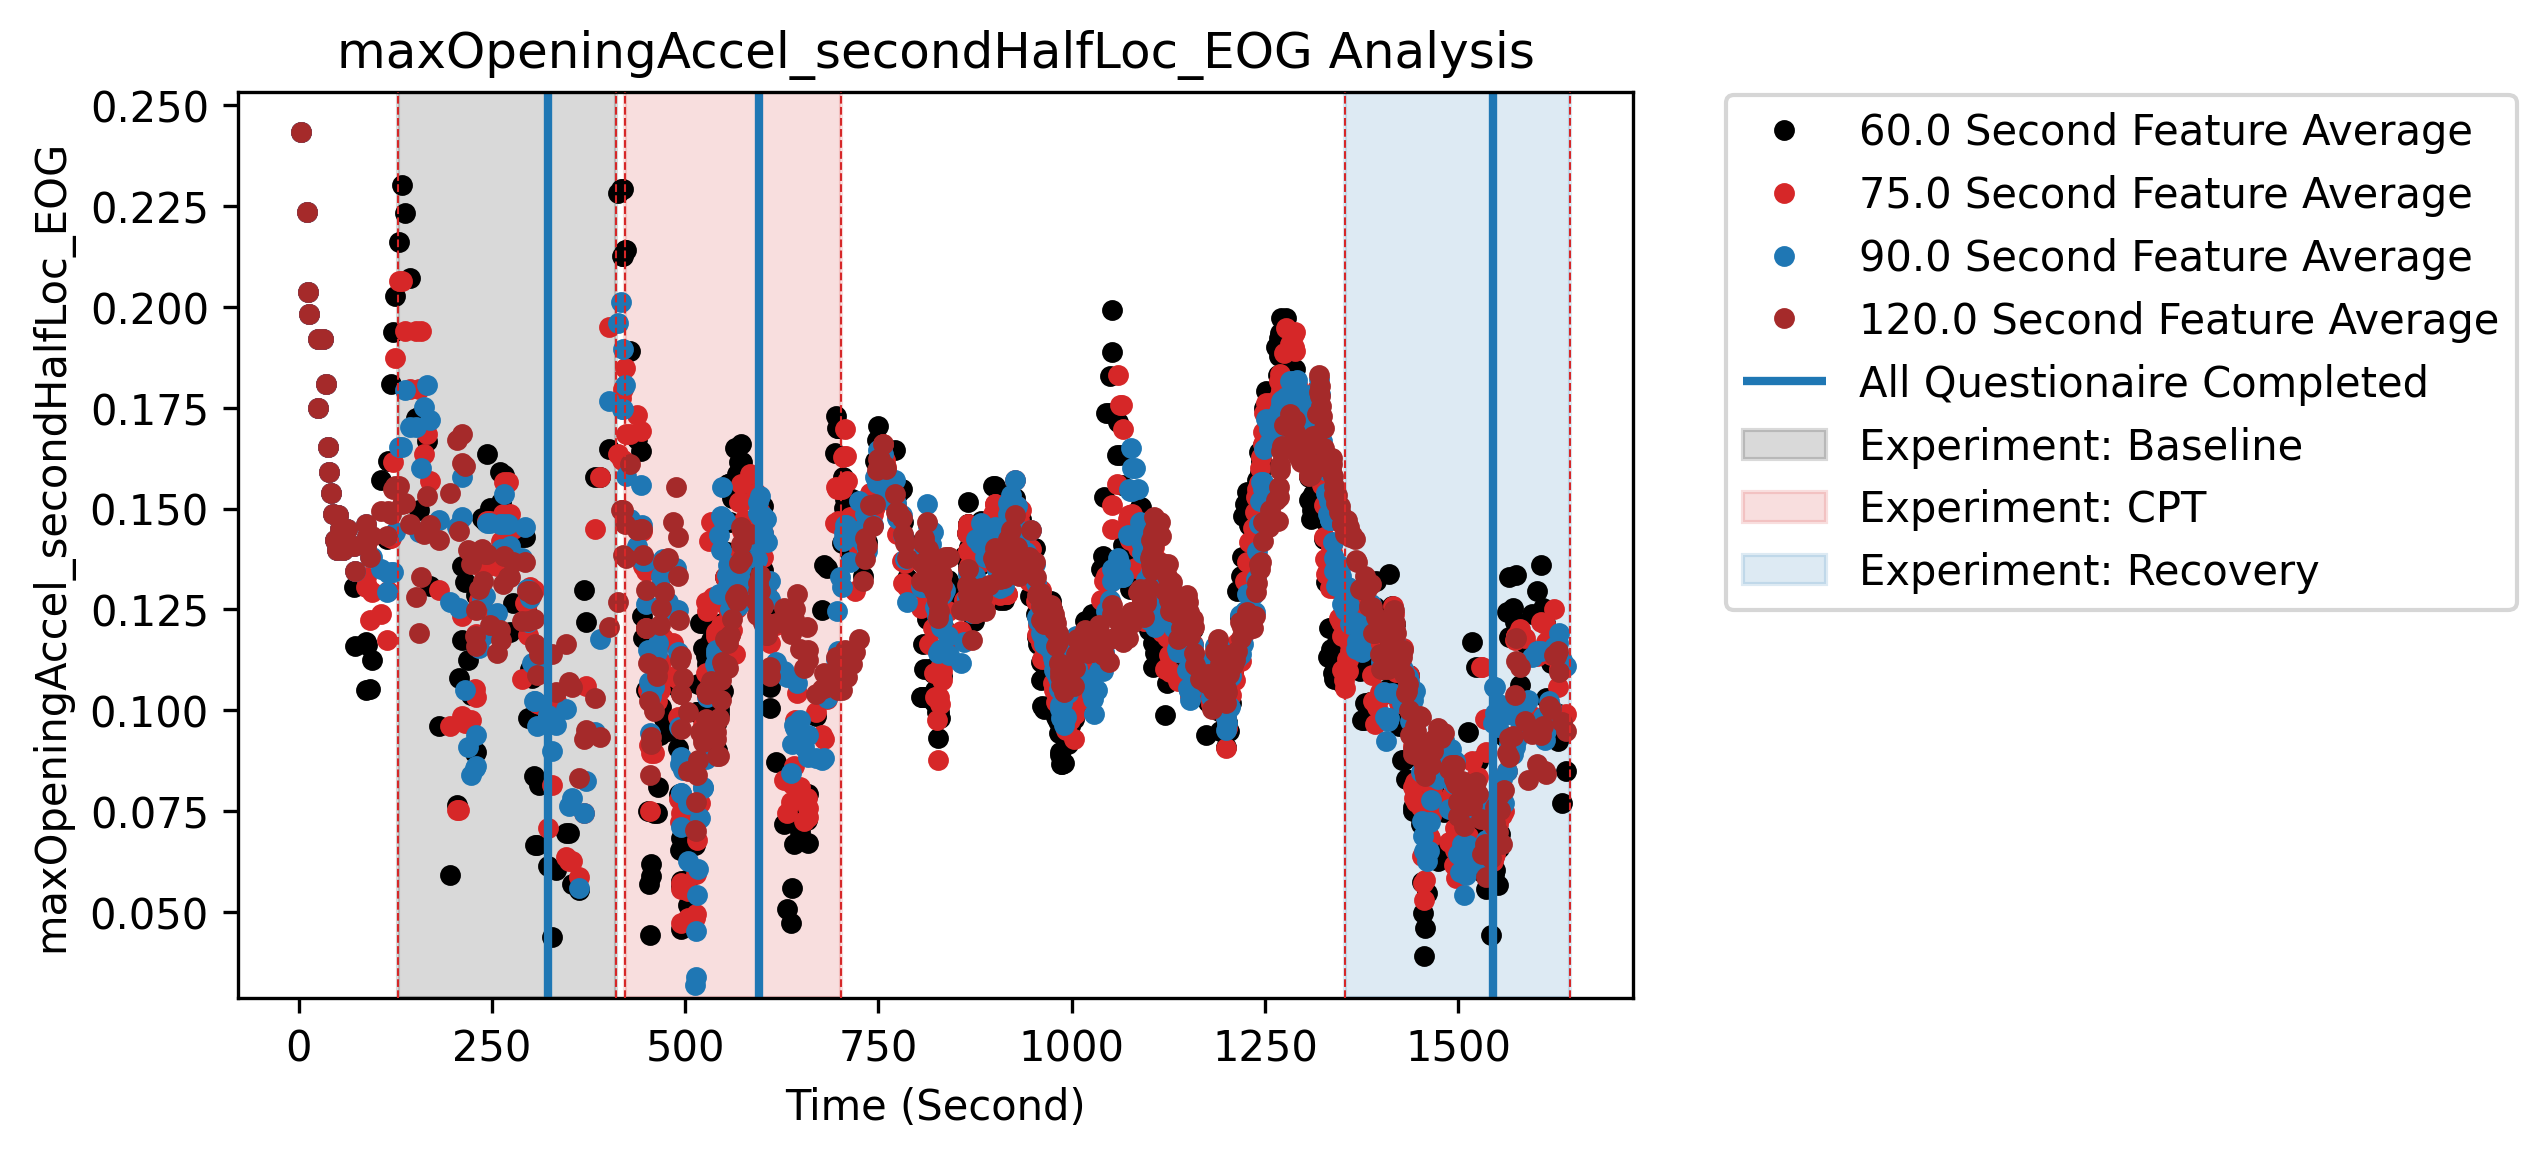 maxOpeningAccel_secondHalfLoc_EOG Analysis
maxOpeningAccel_secondHalfLoc_EOG
0.250
0.225
0.200
0.175
0.150
0.125
0.100
0.075
0.050
0 250 500 750 1000 1250 1500
Time (Second)
60.0 Second Feature Average
75.0 Second Feature Average
90.0 Second Feature Average
120.0 Second Feature Average
All Questionaire Completed
Experiment: Baseline
Experiment: CPT
Experiment: Recovery